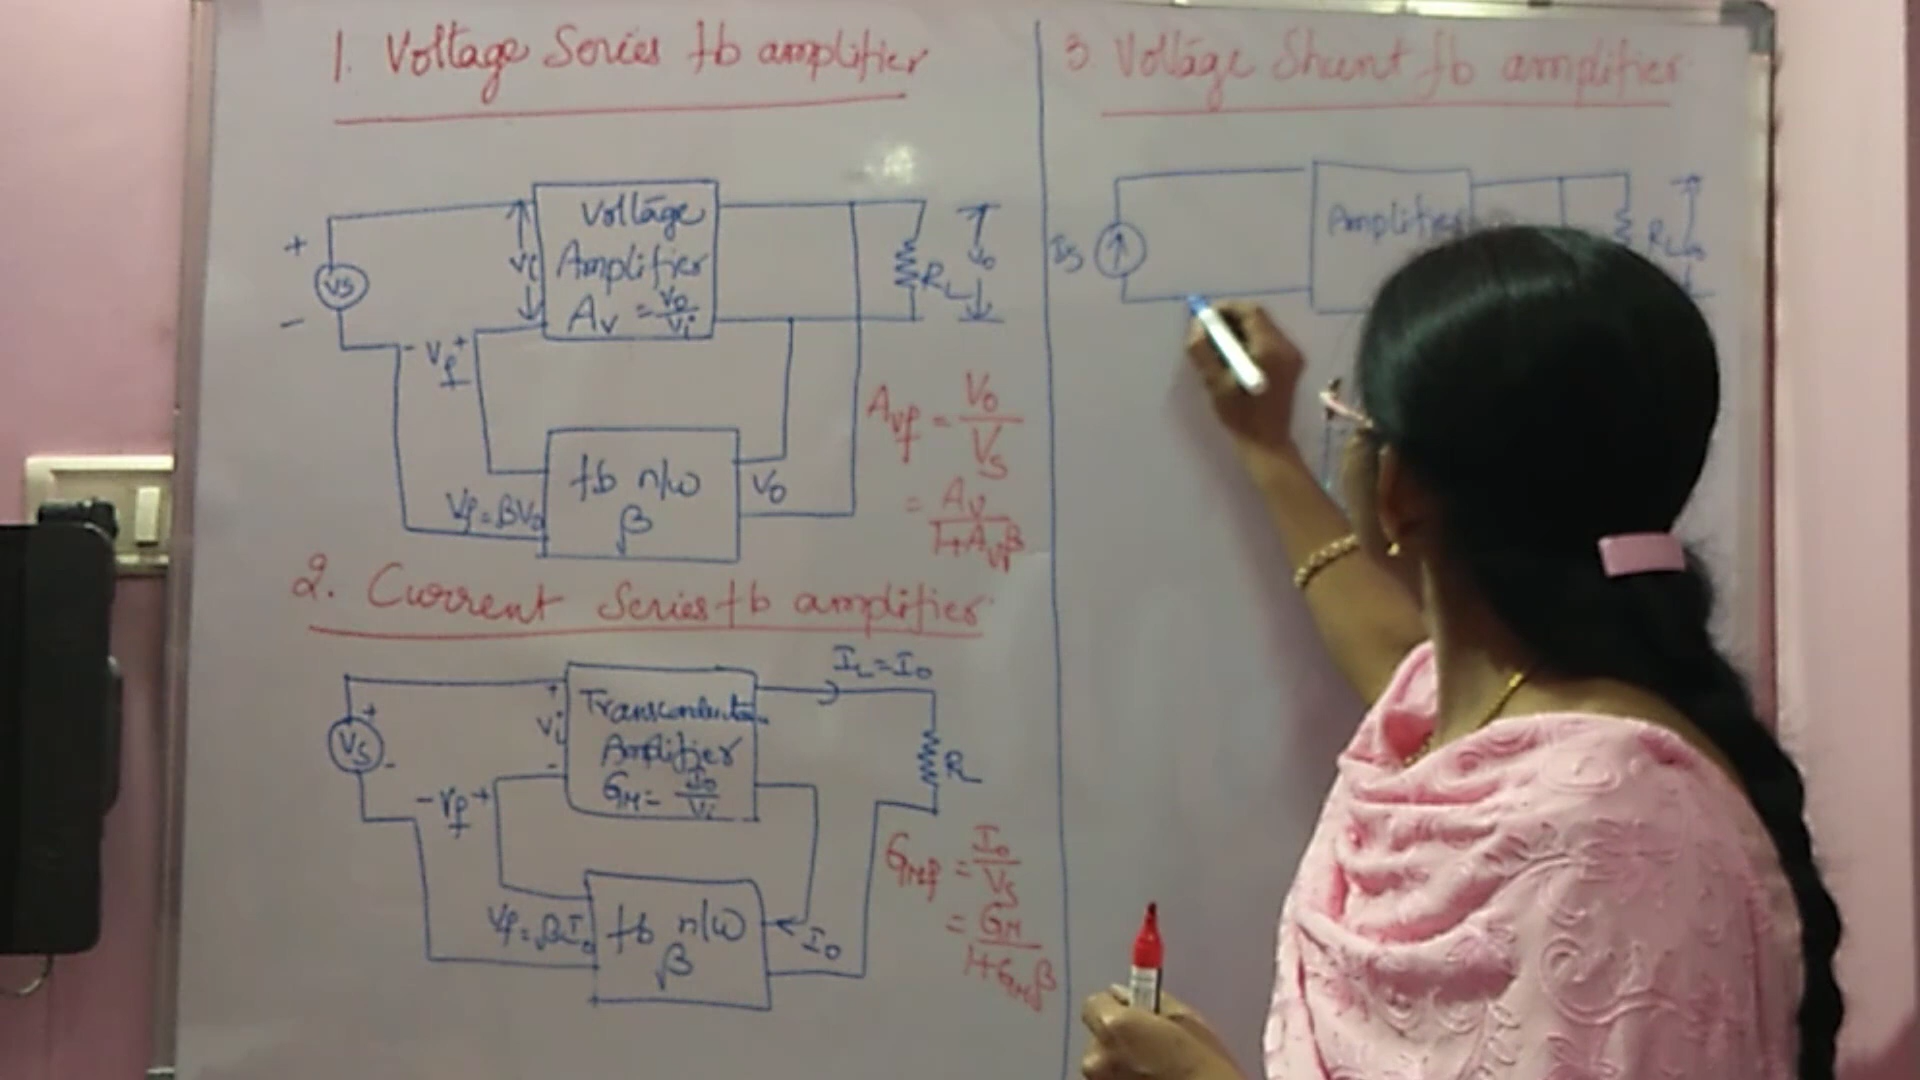 1. Voltage Series fb amplifier
+
Vs
-
Vi
Voltage
Amplifier
Av = Vo/Vi
RL
Vo
- Vf +
fb n/w
β
Vf = βVo
Vo
Avf = Vo/Vs
= Av/1+Avβ
2. Current Series fb amplifier
+
Vs
-
+
Vi
-
Amplifier
GM = Io/Vi
IL = Io
RL
- Vf +
Vf = βIo
fb n/w
β
Io
GMf = Io/Vs
= GM/1+GMβ
3. Voltage Shunt fb amplifier
Is
Amplifier
RL